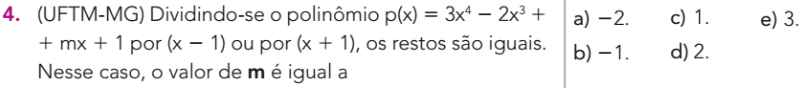 4. (UFTM-MG) Dividindo-se o polinômio p(x) = 3x⁴ − 2x³ +
+ mx + 1 por (x − 1) ou por (x + 1), os restos são iguais.
Nesse caso, o valor de m é igual a
a) −2. c) 1. e) 3.
b) −1. d) 2.